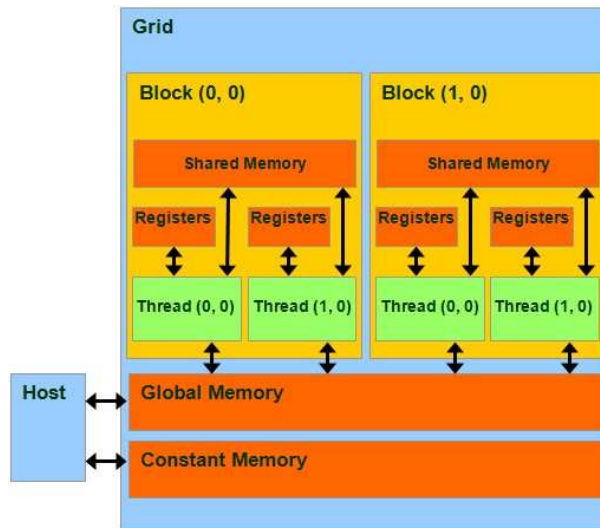 Grid
Block (0, 0)
Block (1, 0)
Shared Memory
Shared Memory
Registers
Registers
Registers
Registers
Thread (0, 0)
Thread (1, 0)
Thread (0, 0)
Thread (1, 0)
Host
Global Memory
Constant Memory